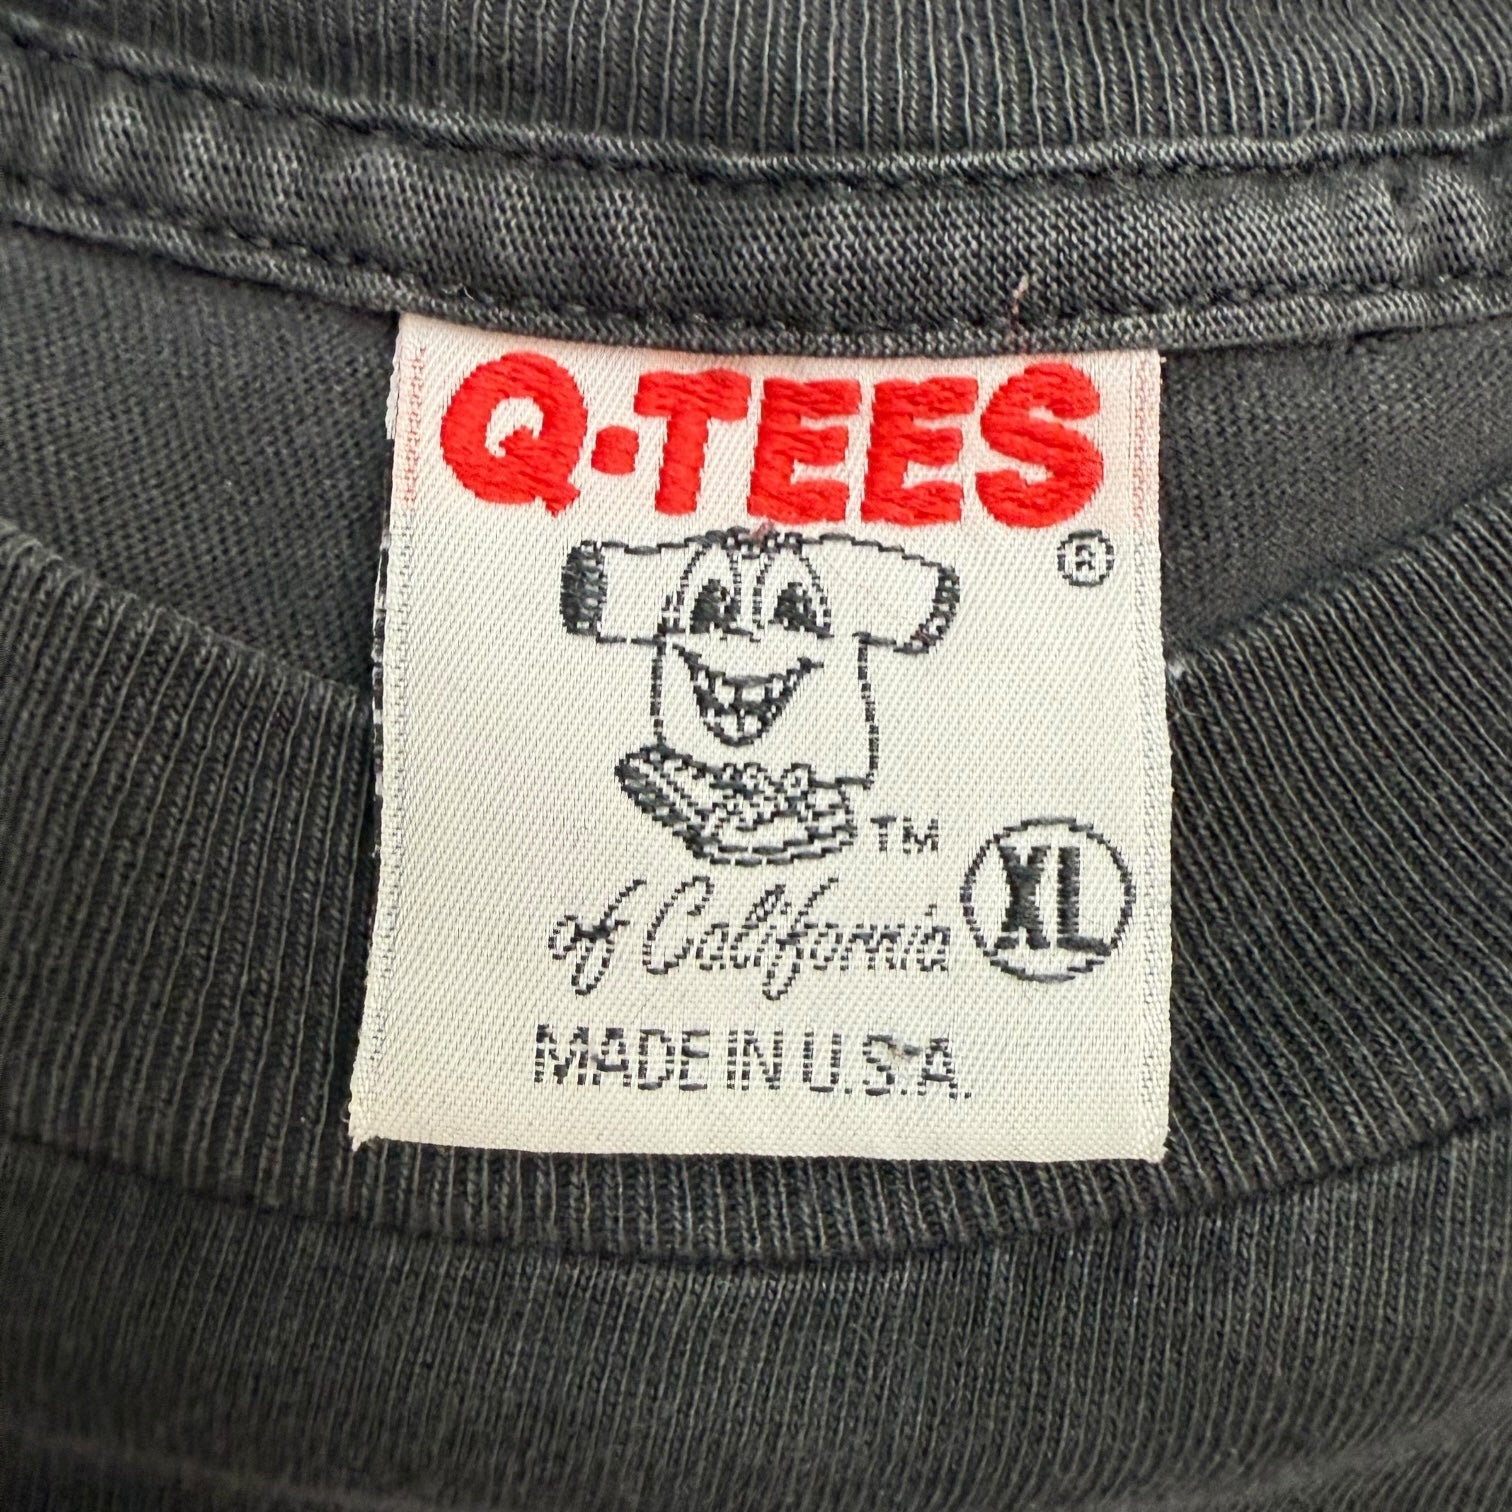 Q·TEES
®
TM
of California
XL
MADE IN U.S.A.